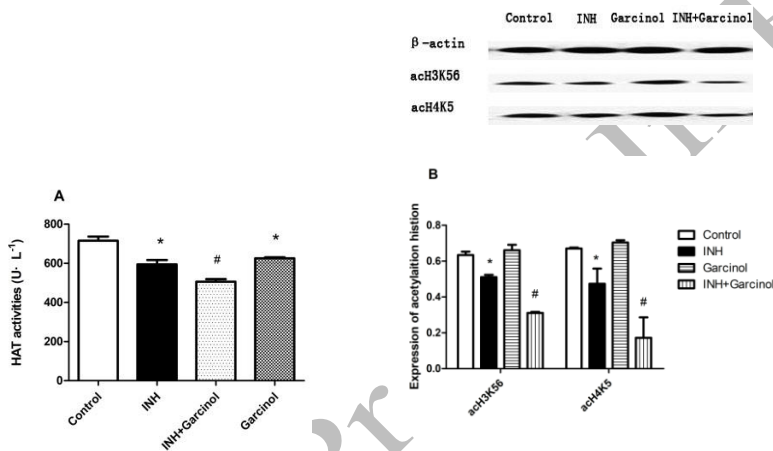 Control INH Garcinol INH+Garcinol
β-actin
acH3K56
acH4K5
A
HAT activities (U· L⁻¹)
800
600
400
200
0
* # *
Control INH INH+Garcinol Garcinol
B
Expression of acetylaition histion
0.8
0.6
0.4
0.2
0.0
* # * #
acH3K56 acH4K5
Control
INH
Garcinol
INH+Garcinol